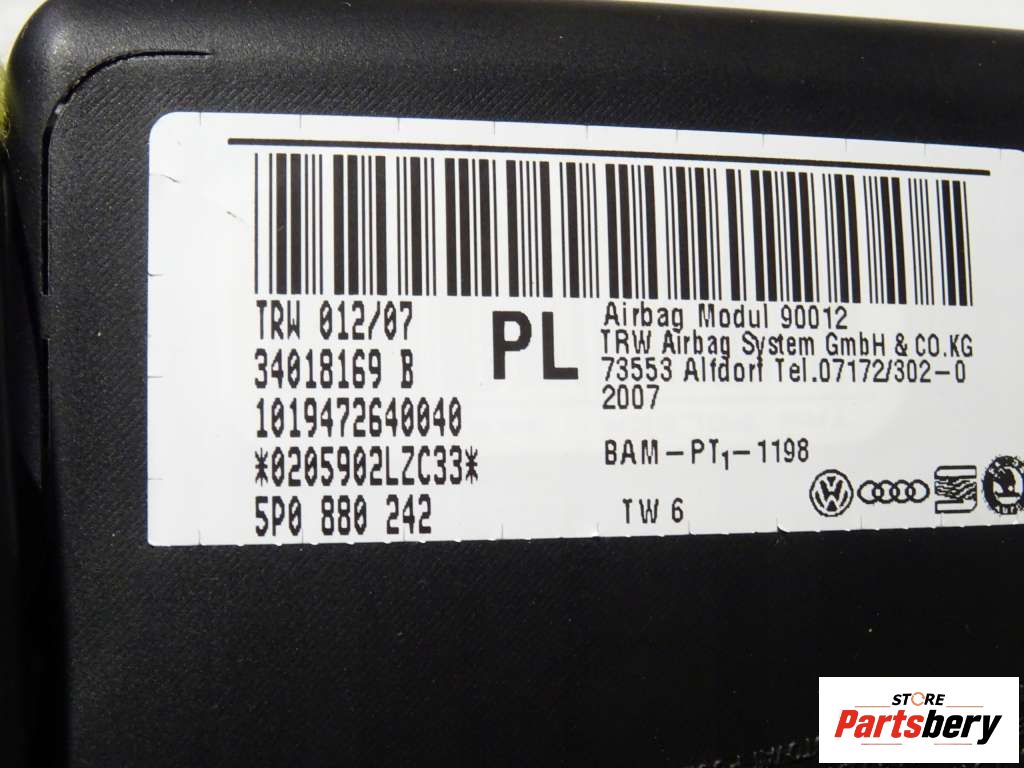 TRW 012/07
34018169 B
1019472640040
*0205902LZC33*
5P0 880 242
PL
Airbag Modul 90012
TRW Airbag System GmbH & CO.KG
73553 Alfdorf Tel.07172/302-0
2007
BAM-PT1-1198
TW 6
STORE
Partsbery